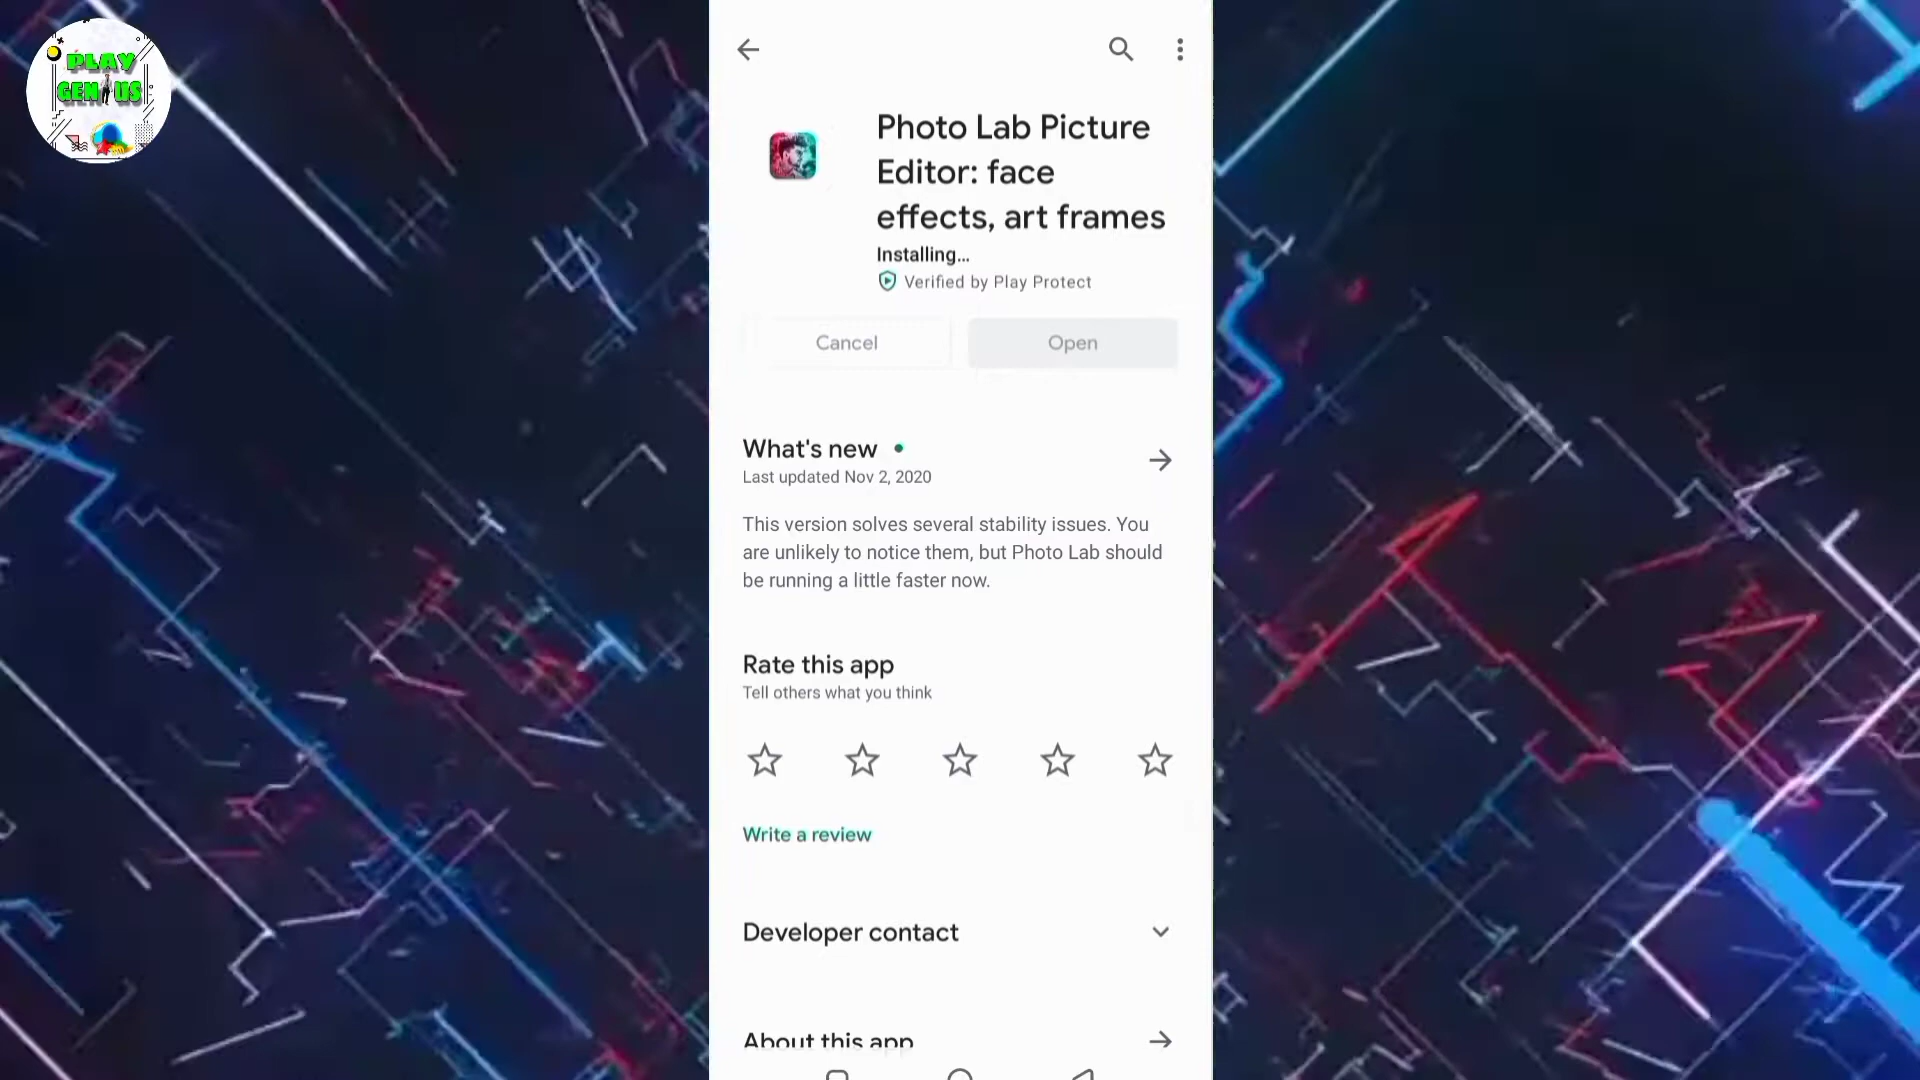 PLAY
GENIUS
Photo Lab Picture
Editor: face
effects, art frames
Installing...
Verified by Play Protect
Cancel
Open
What's new
Last updated Nov 2, 2020
This version solves several stability issues. You
are unlikely to notice them, but Photo Lab should
be running a little faster now.
Rate this app
Tell others what you think
Write a review
Developer contact
About this app